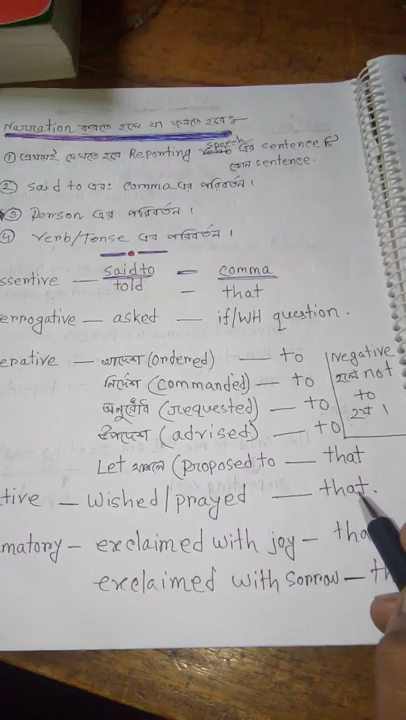 Narration করতে হলে যা করতে হবে ঃ
① প্রথমেই দেখতে হবে Reporting speech এর sentence টি
কোন sentence.
② said to এবং comma এর পরিবর্তন।
③ Person এর পরিবর্তন।
④ Verb/Tense এর পরিবর্তন।
ssertive — said to — comma
told — that
errogative — asked — if/WH question.
erative — আদেশ (ordered) — to
নির্দেশ (commanded) — to
অনুরোধ (requested) — to
উপদেশ (advised) — to
negative
হলে not
to
হয়।
Let থাকলে (proposed to — that
tive — wished/prayed — that.
matory — exclaimed with joy — tha
exclaimed with sorrow — th